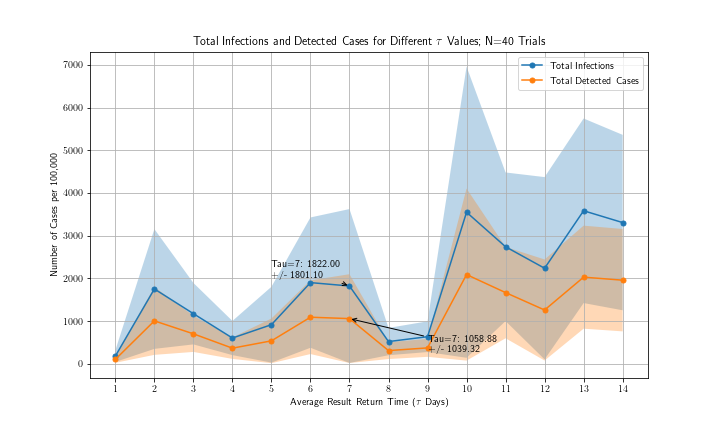 Total Infections and Detected Cases for Different τ Values; N=40 Trials
Number of Cases per 100,000
7000
6000
5000
4000
3000
2000
1000
0
Total Infections
Total Detected Cases
Tau=7: 1822.00
+/- 1801.10
Tau=7: 1058.88
+/- 1039.32
1 2 3 4 5 6 7 8 9 10 11 12 13 14
Average Result Return Time (τ Days)